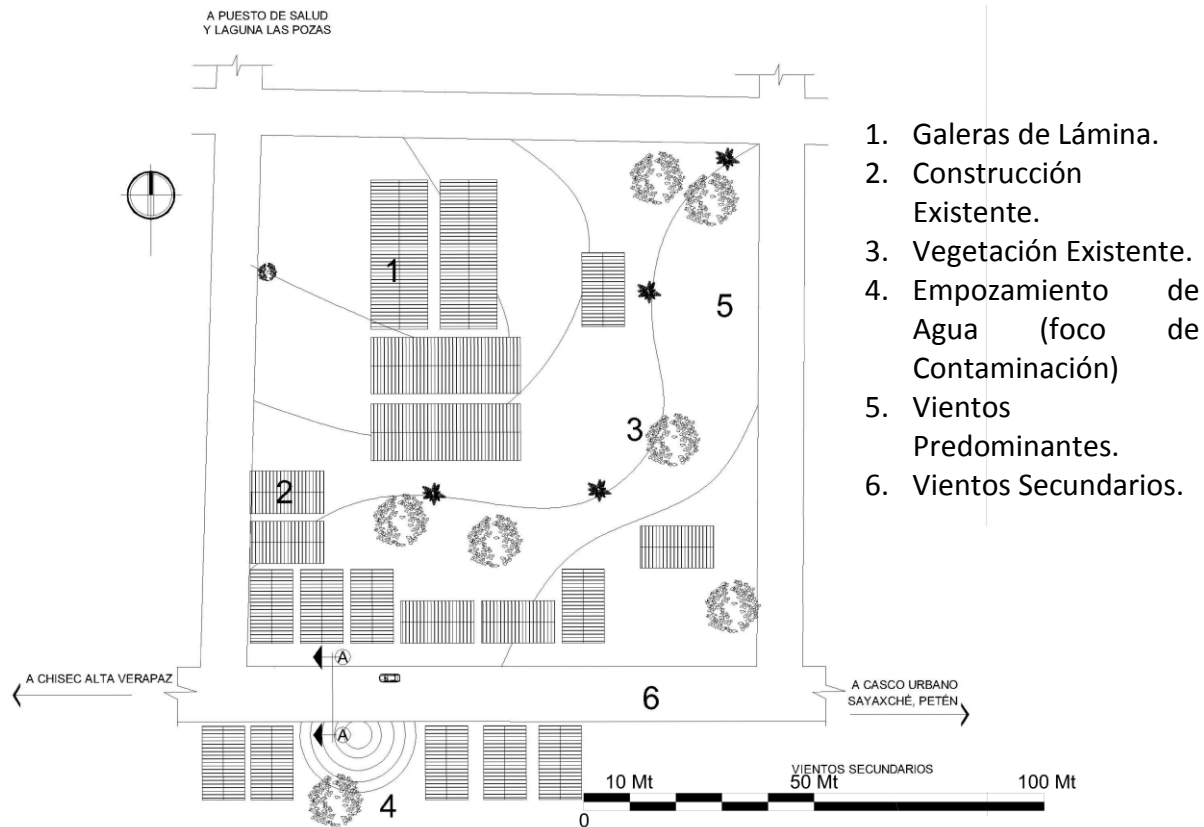 A PUESTO DE SALUD
Y LAGUNA LAS POZAS
1. Galeras de Lámina.
2. Construcción
Existente.
3. Vegetación Existente.
4. Empozamiento de
Agua (foco de
Contaminación)
5. Vientos
Predominantes.
6. Vientos Secundarios.
1
5
3
2
A
A CHISEC ALTA VERAPAZ
6
A CASCO URBANO
SAYAXCHÉ, PETÉN
A
4
VIENTOS SECUNDARIOS
10 Mt 50 Mt 100 Mt
0